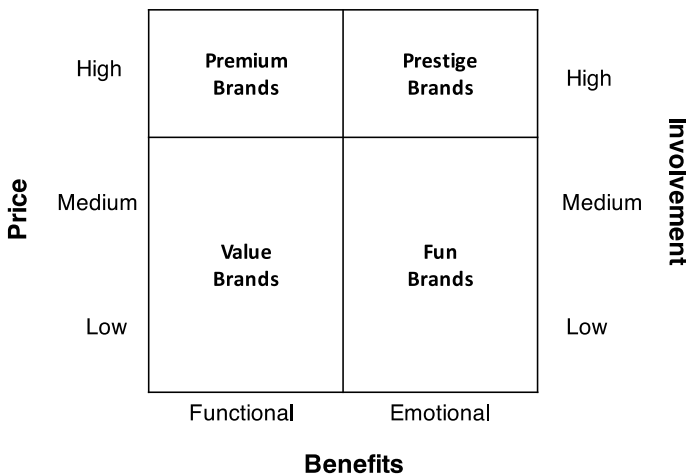 High
Premium
Brands
Prestige
Brands
High
Price
Medium
Value
Brands
Fun
Brands
Medium
Involvement
Low
Low
Functional
Emotional
Benefits